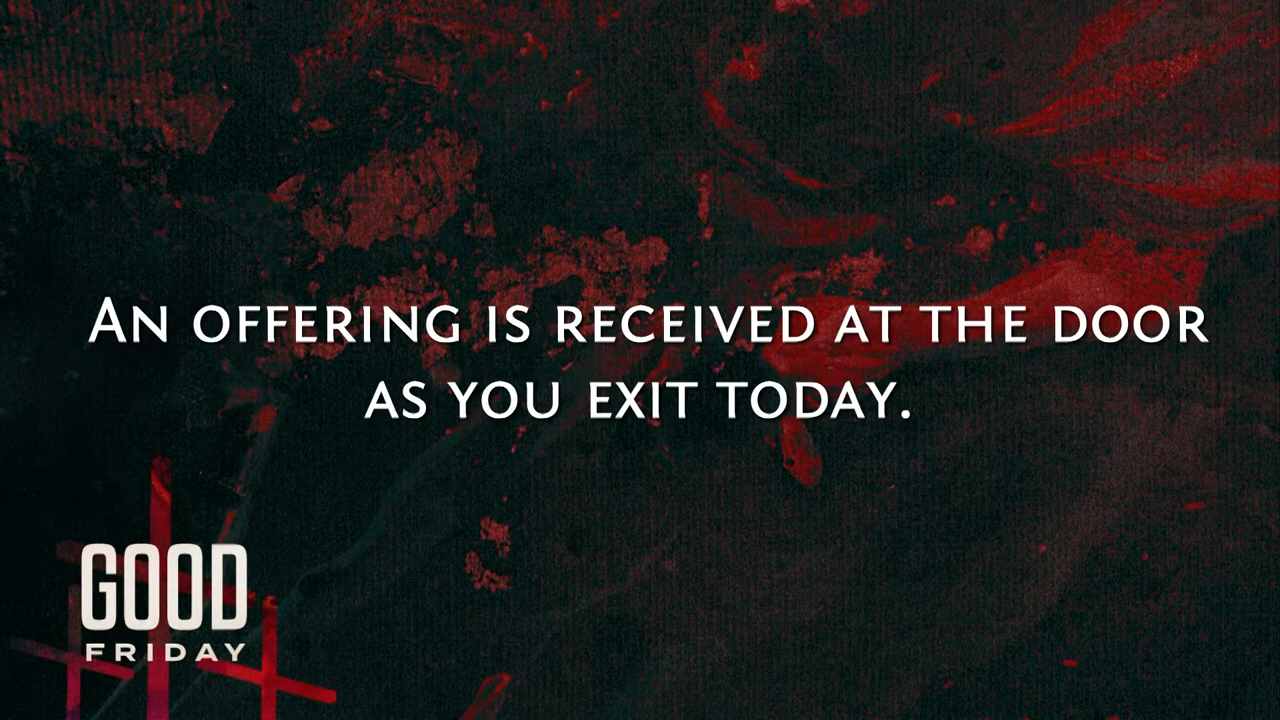 An offering is received at the door
as you exit today.
GOOD
FRIDAY